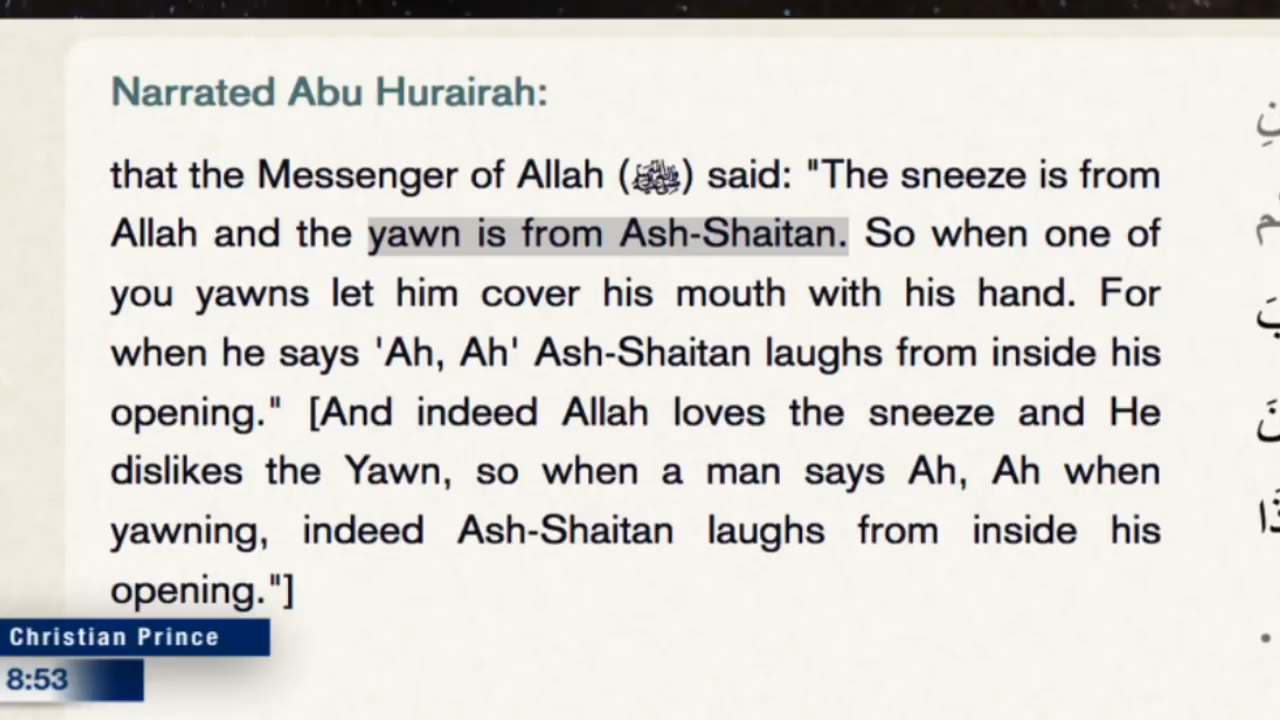 Narrated Abu Hurairah:
that the Messenger of Allah (ﷺ) said: "The sneeze is from
Allah and the yawn is from Ash-Shaitan. So when one of
you yawns let him cover his mouth with his hand. For
when he says 'Ah, Ah' Ash-Shaitan laughs from inside his
opening." [And indeed Allah loves the sneeze and He
dislikes the Yawn, so when a man says Ah, Ah when
yawning, indeed Ash-Shaitan laughs from inside his
opening."]
Christian Prince
8:53